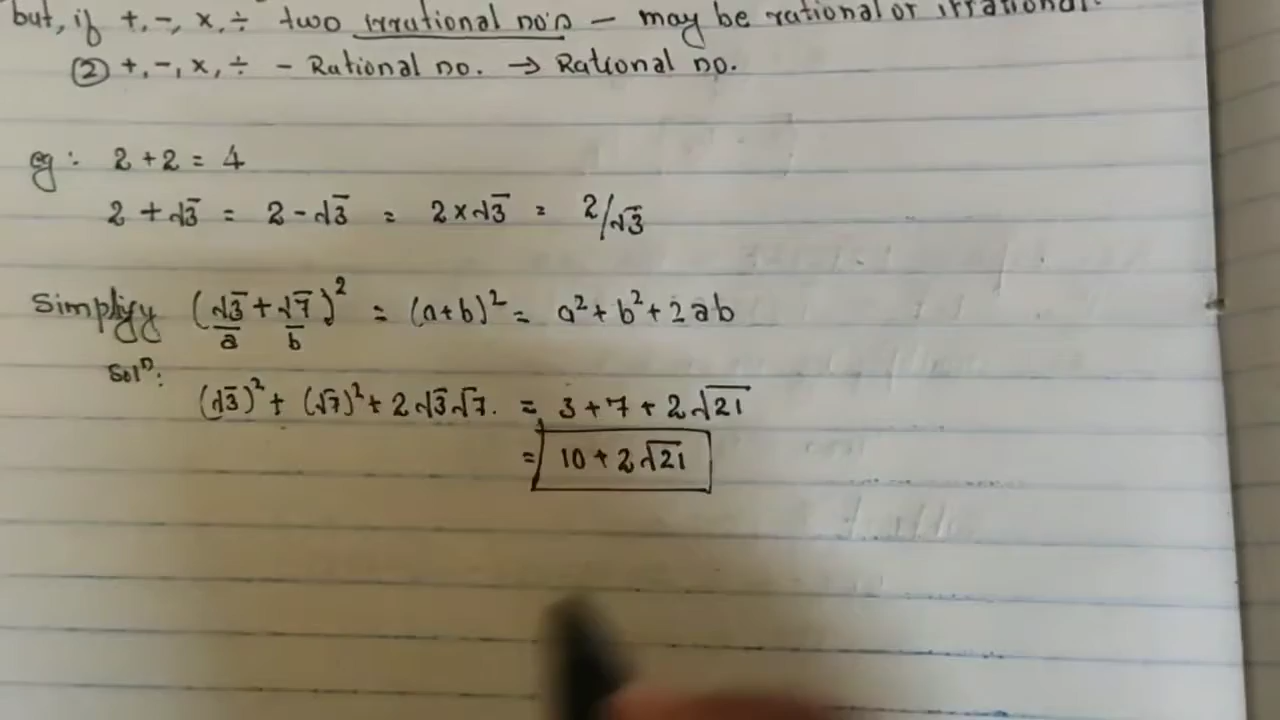 but, if +, -, x, ÷ two irrational no's - may be rational or irrational.
② +, -, x, ÷ - Rational no. → Rational no.
eg: 2 + 2 = 4
2 + √3 = 2 - √3 = 2 x √3 = 2/√3
Simplify (√3 + √7)² = (a+b)² = a² + b² + 2ab
a b
Solⁿ:
(√3)² + (√7)² + 2√3√7. = 3 + 7 + 2√21
= 10 + 2√21